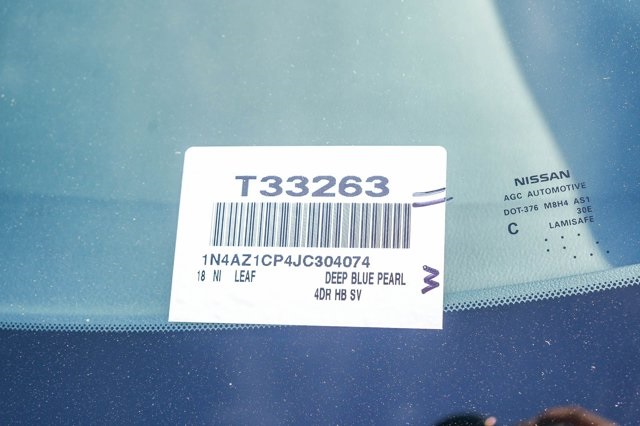 T33263
1N4AZ1CP4JC304074
18 NI LEAF DEEP BLUE PEARL
4DR HB SV
W
NISSAN
AGC AUTOMOTIVE
DOT-376 M8H4 AS1
30E
C LAMISAFE